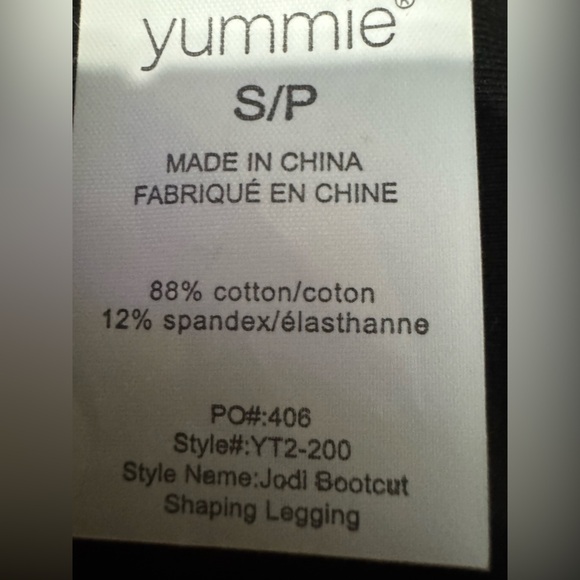 yummie®
S/P
MADE IN CHINA
FABRIQUÉ EN CHINE
88% cotton/coton
12% spandex/élasthanne
PO#:406
Style#:YT2-200
Style Name:Jodi Bootcut
Shaping Legging